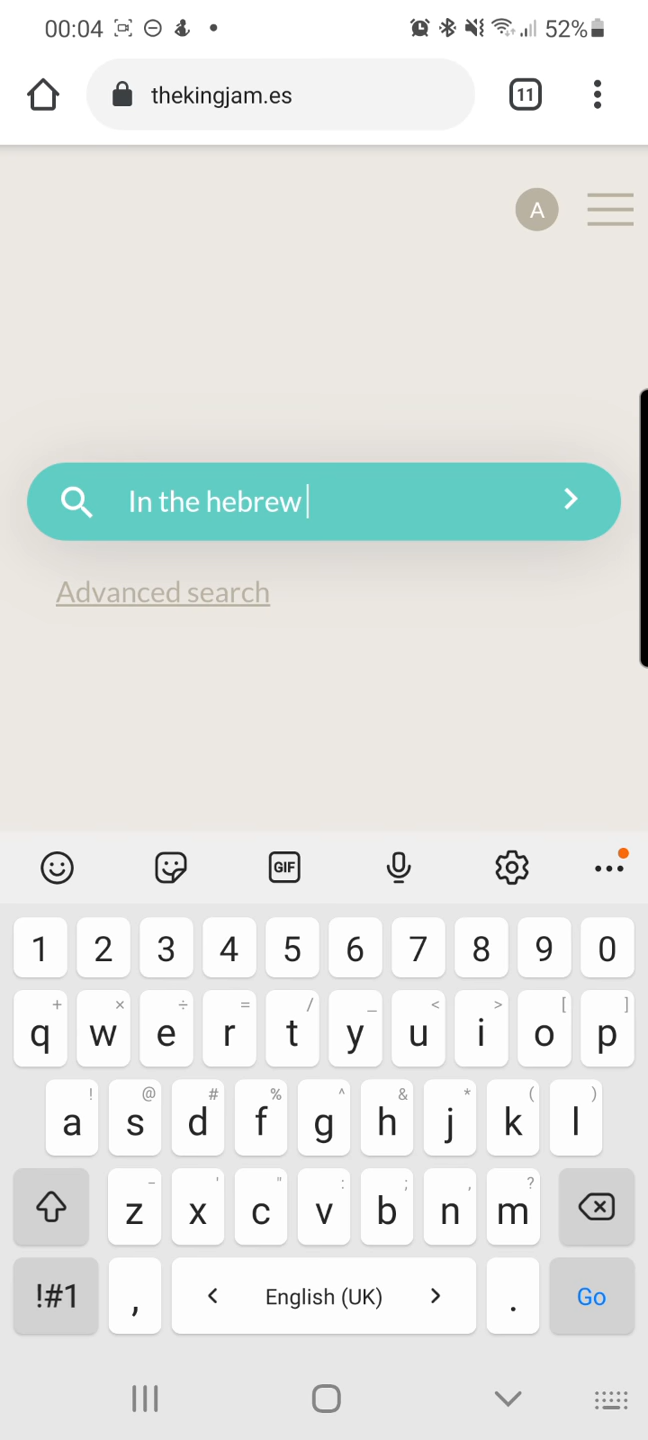 00:04
52%
thekingjam.es
11
A
In the hebrew
Advanced search
GIF
1 2 3 4 5 6 7 8 9 0
+ × ÷ = / _ < > [ ]
q w e r t y u i o p
! @ # % ^ & * ( )
a s d f g h j k l
- ' " : ; , ?
z x c v b n m
!#1 , < English (UK) > . Go